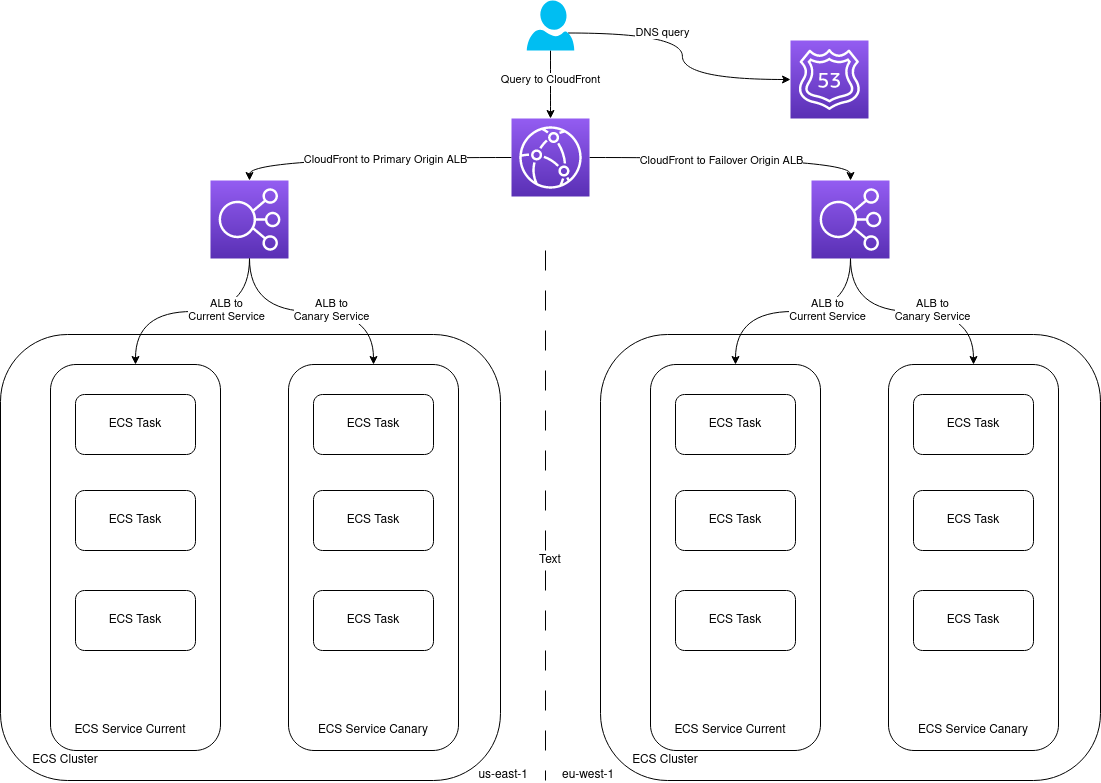 DNS query
53
Query to CloudFront
CloudFront to Primary Origin ALB
CloudFront to Failover Origin ALB
ALB to
Current Service
ALB to
Canary Service
ALB to
Current Service
ALB to
Canary Service
ECS Task
ECS Task
ECS Task
ECS Task
ECS Task
ECS Task
ECS Task
ECS Task
Text
ECS Task
ECS Task
ECS Task
ECS Task
ECS Service Current
ECS Service Canary
ECS Service Current
ECS Service Canary
ECS Cluster
ECS Cluster
us-east-1
eu-west-1